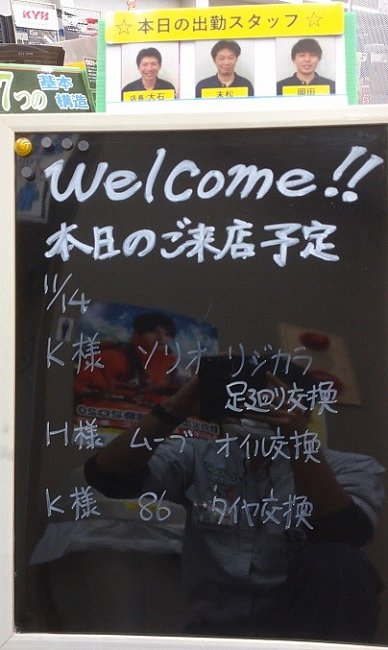 KYB
☆本日の出勤スタッフ☆
店長:大石
末松
岡田
7つの
基本
構造
Welcome!!
本日のご来店予定
11/14
K様 ソリオ リジカラ
足廻り交換
H様 ムーブ オイル交換
K様 86 タイヤ交換